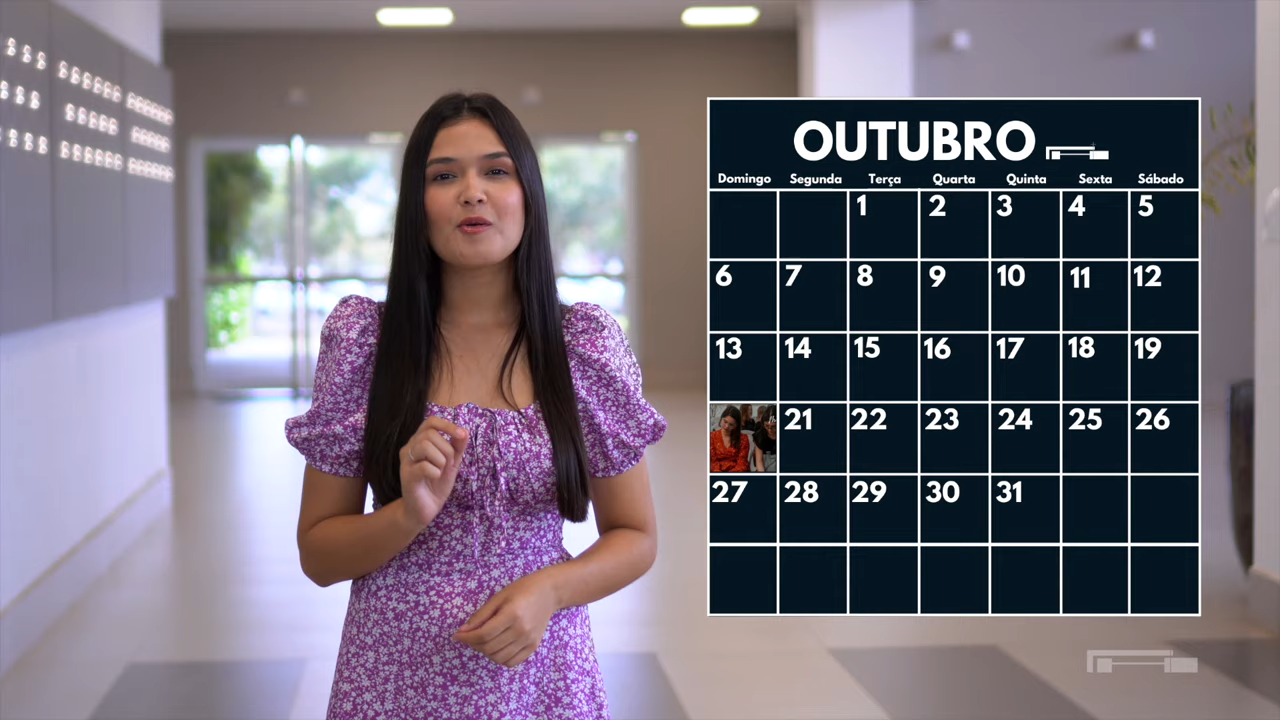 OUTUBRO
Domingo Segunda Terça Quarta Quinta Sexta Sábado
1 2 3 4 5
6 7 8 9 10 11 12
13 14 15 16 17 18 19
21 22 23 24 25 26
27 28 29 30 31